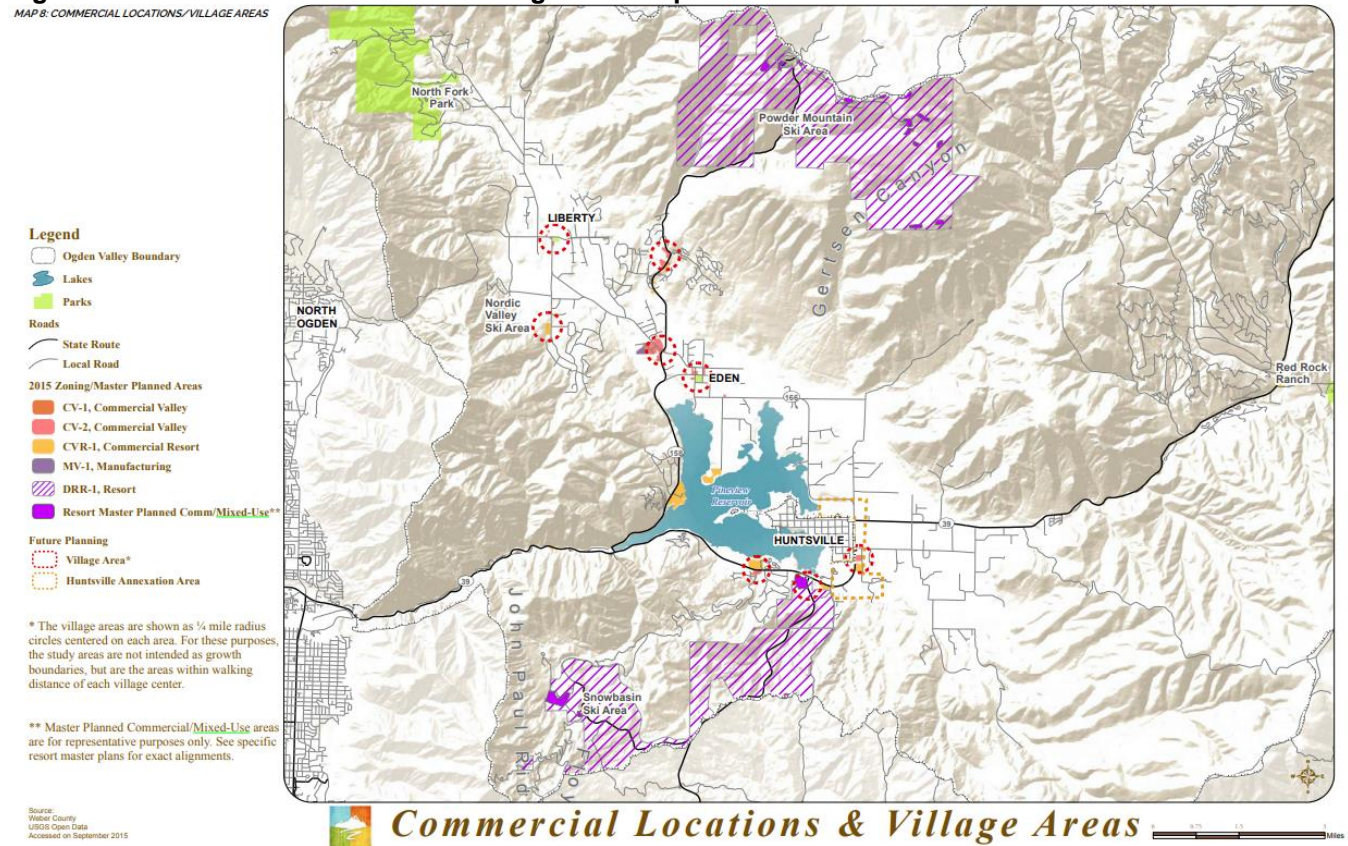 MAP 8: COMMERCIAL LOCATIONS/VILLAGE AREAS
North Fork
Park
Powder Mountain
Ski Area
Gertsen Canyon
LIBERTY
Nordic
Valley
Ski Area
NORTH
OGDEN
EDEN
Red Rock
Ranch
166
158
Pineview
Reservoir
39
HUNTSVILLE
39
John Paul
Snowbasin
Ski Area
Legend
Ogden Valley Boundary
Lakes
Parks
Roads
State Route
Local Road
2015 Zoning/Master Planned Areas
CV-1, Commercial Valley
CV-2, Commercial Valley
CVR-1, Commercial Resort
MV-1, Manufacturing
DRR-1, Resort
Resort Master Planned Comm/Mixed-Use**
Future Planning
Village Area*
Huntsville Annexation Area
* The village areas are shown as ¼ mile radius
circles centered on each area. For these purposes,
the study areas are not intended as growth
boundaries, but are the areas within walking
distance of each village center.
** Master Planned Commercial/Mixed-Use areas
are for representative purposes only. See specific
resort master plans for exact alignments.
Source:
Weber County
USGS Open Data
Accessed on September 2015
Commercial Locations & Village Areas
0 0.75 1.5 3
Miles